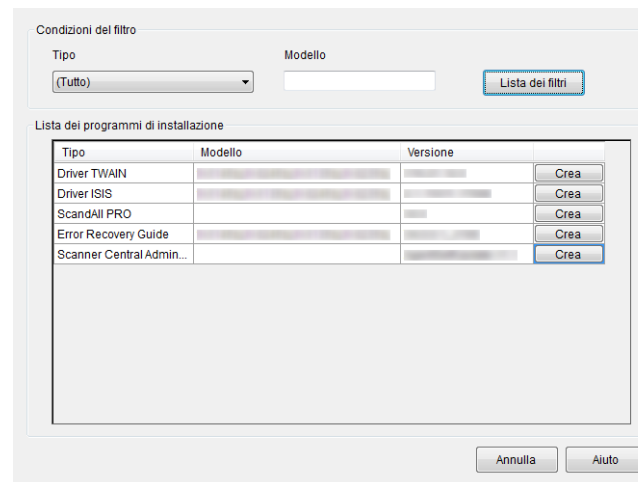 Condizioni del filtro
Tipo Modello
(Tutto) Lista dei filtri
Lista dei programmi di installazione
Tipo Modello Versione
Driver TWAIN Crea
Driver ISIS Crea
ScandAll PRO Crea
Error Recovery Guide Crea
Scanner Central Admin... Crea
Annulla Aiuto